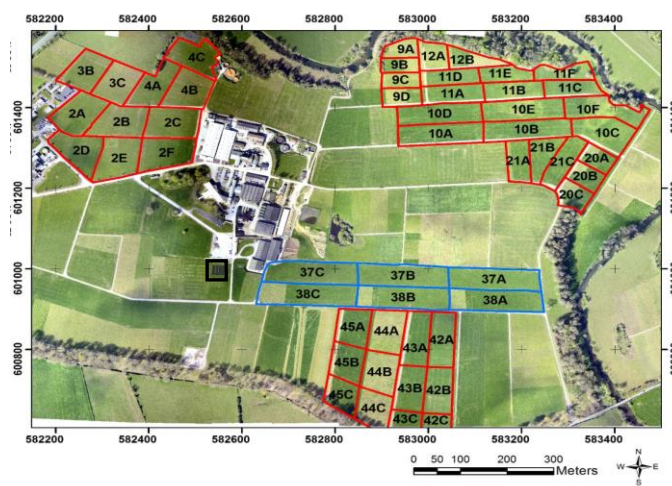 582200 582400 582600 582800 583000 583200 583400
4C 9A 12A 12B
3B 9B
3C 4A 4B 9C 11D 11E 11F
9D 11A 11B 11C
601400 2A 2B 2C 10D 10E 10F 601400
10A 10B 10C
2D 2E 2F 21A 21B 21C 20A
20B
601200 20C 601200
601000 37C 37B 37A 601000
38C 38B 38A
45A 44A 43A 42A
600800 45B 44B 600800
45C 43B 42B
44C 43C 42C
582200 582400 582600 582800 583000 583200 583400
0 50 100 200 300
Meters
N
W E
S